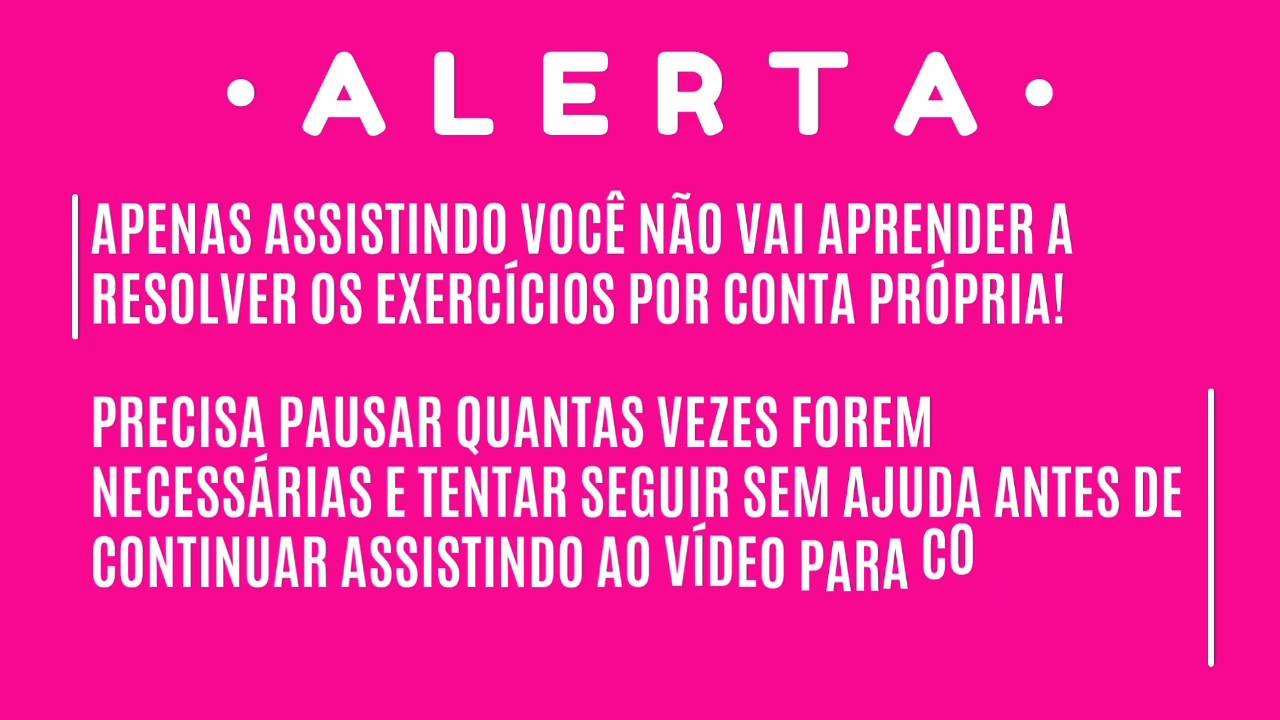 • ALERTA •
APENAS ASSISTINDO VOCÊ NÃO VAI APRENDER A
RESOLVER OS EXERCÍCIOS POR CONTA PRÓPRIA!
PRECISA PAUSAR QUANTAS VEZES FOREM
NECESSÁRIAS E TENTAR SEGUIR SEM AJUDA ANTES DE
CONTINUAR ASSISTINDO AO VÍDEO PARA CO